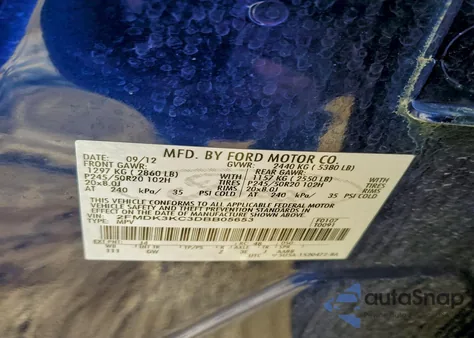 MFD. BY FORD MOTOR CO.
DATE: 09/12 GVWR: 2440 KG ( 5380 LB)
FRONT GAWR: REAR GAWR:
1297 KG ( 2860 LB) WITH 1157 KG ( 2550 LB) WITH
P245/50R20 102H TIRES P245/50R20 102H TIRES
20x8.0J RIMS 20x8.0J RIMS
AT 240 kPa/ 35 PSI COLD AT 240 kPa/ 35 PSI COLD
THIS VEHICLE CONFORMS TO ALL APPLICABLE FEDERAL MOTOR
VEHICLE SAFETY AND THEFT PREVENTION STANDARDS IN EFFECT ON
THE DATE OF MANUFACTURE SHOWN ABOVE.
VIN: 2FMDK3KC3DBB05653 F0107
TYPE: MPV T0091
autoSnap